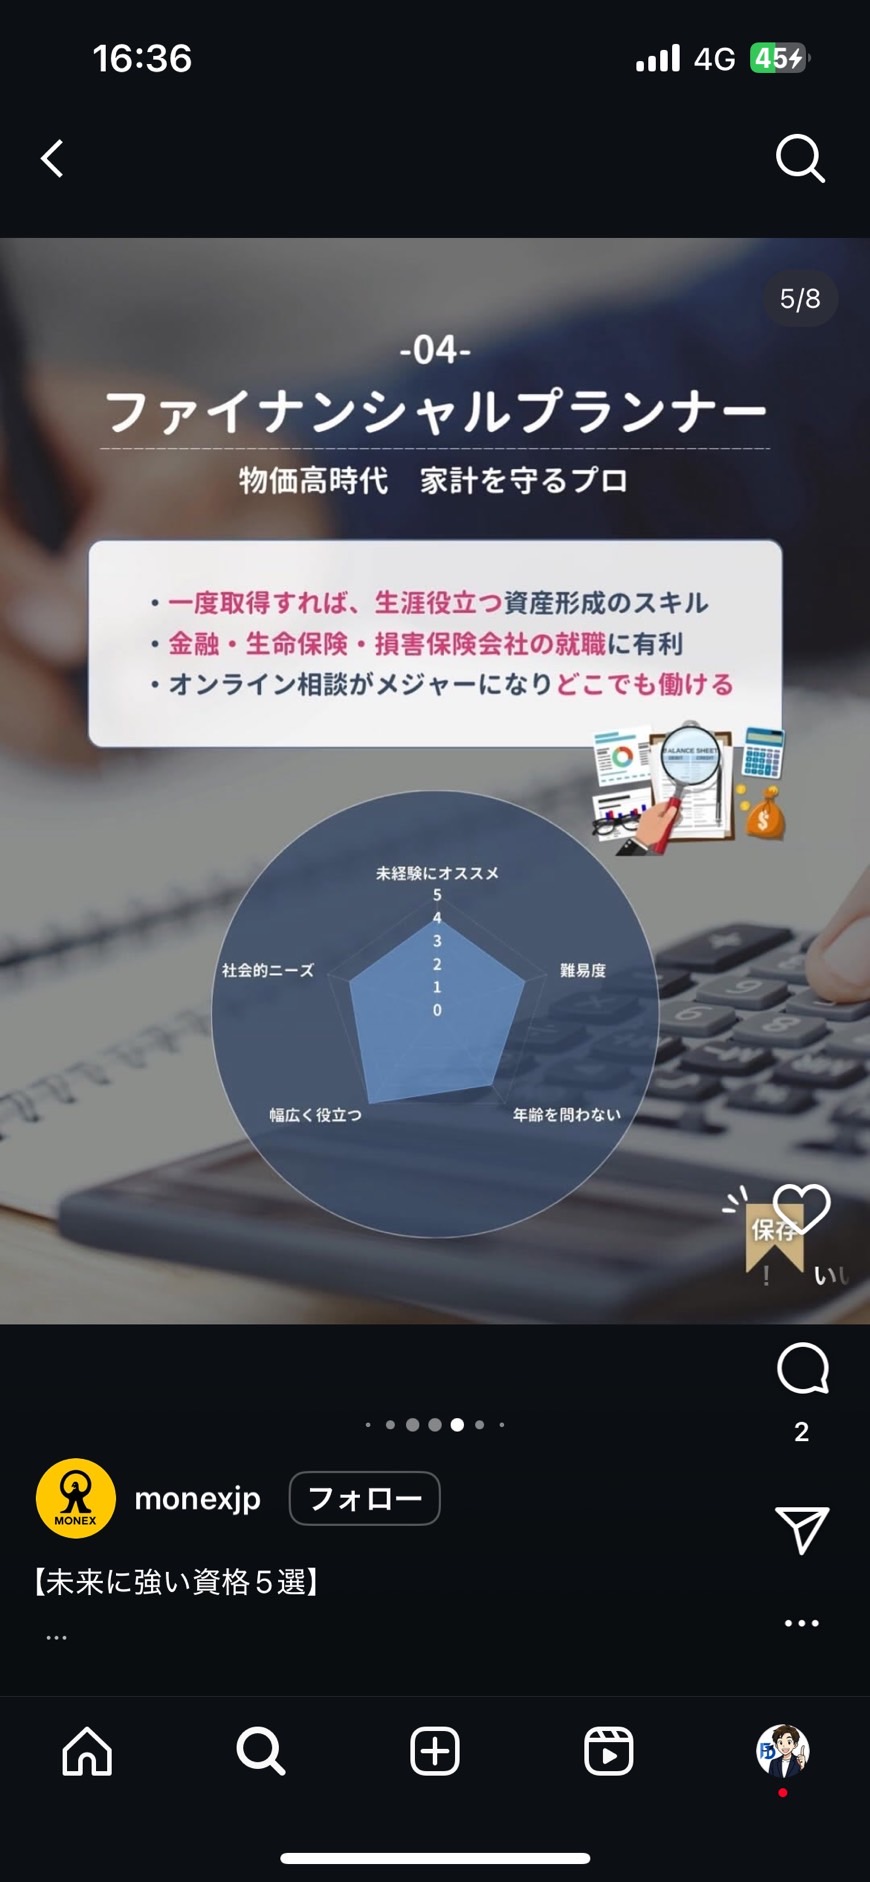 16:36
4G 45
5/8
-04-
ファイナンシャルプランナー
物価高時代　家計を守るプロ
・一度取得すれば、生涯役立つ資産形成のスキル
・金融・生命保険・損害保険会社の就職に有利
・オンライン相談がメジャーになりどこでも働ける
BALANCE SHEET
DEBIT CREDIT
未経験にオススメ
5
4
3
2
1
0
社会的ニーズ
難易度
幅広く役立つ
年齢を問わない
保存
！
いい
2
MONEX
monexjp
フォロー
【未来に強い資格５選】
...